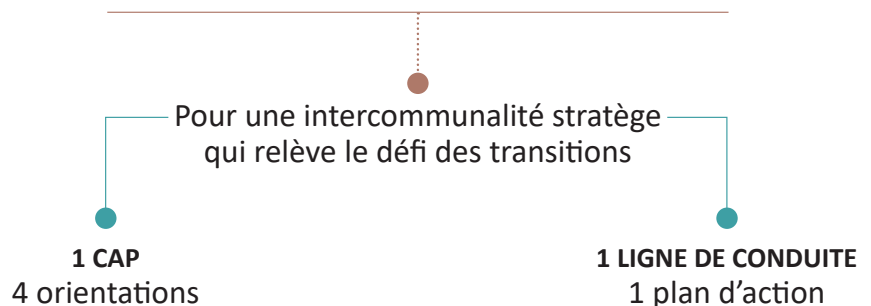 Pour une intercommunalité stratège
qui relève le défi des transitions
1 CAP
4 orientations
1 LIGNE DE CONDUITE
1 plan d’action